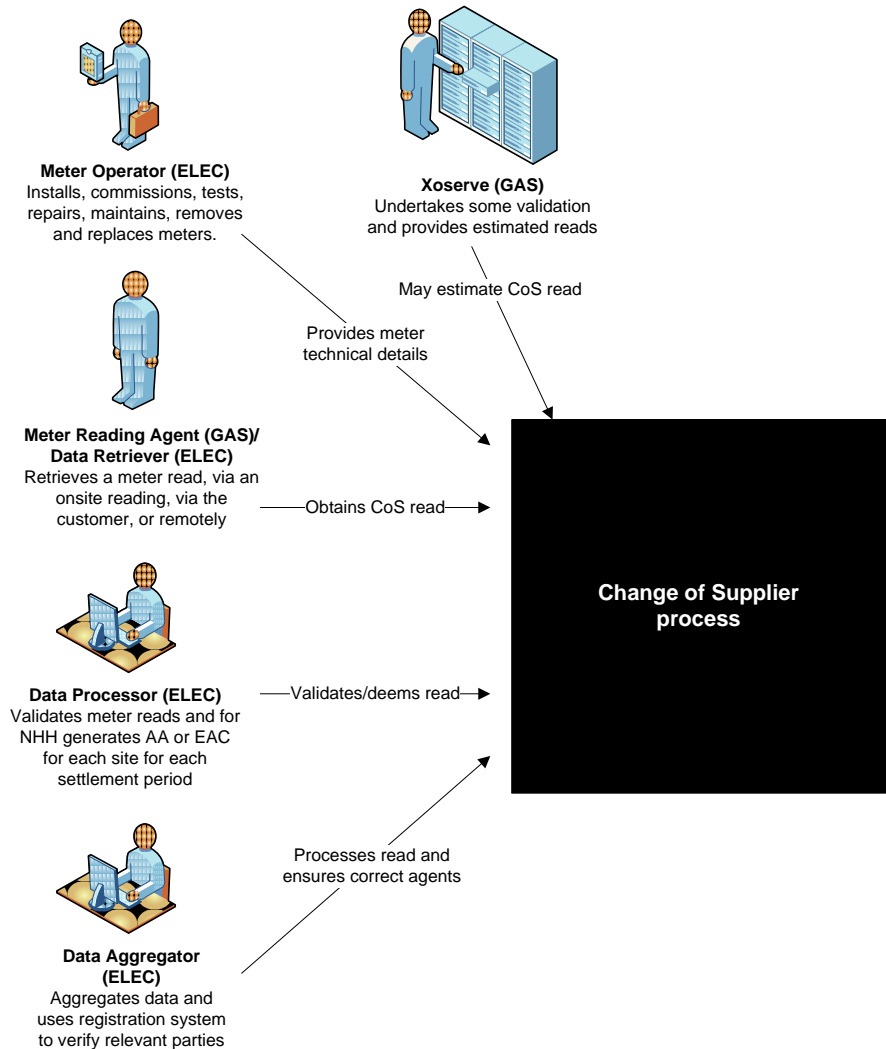 Meter Operator (ELEC)
Installs, commissions, tests,
repairs, maintains, removes
and replaces meters.
Xoserve (GAS)
Undertakes some validation
and provides estimated reads
May estimate CoS read
Provides meter
technical details
Meter Reading Agent (GAS)/
Data Retriever (ELEC)
Retrieves a meter read, via an
onsite reading, via the
customer, or remotely
Obtains CoS read
Change of Supplier
process
Data Processor (ELEC)
Validates meter reads and for
NHH generates AA or EAC
for each site for each
settlement period
Validates/deems read
Processes read and
ensures correct agents
Data Aggregator
(ELEC)
Aggregates data and
uses registration system
to verify relevant parties